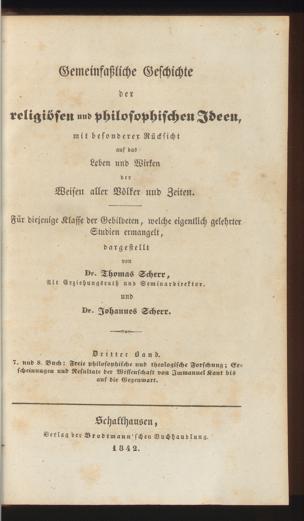 Gemeinfaßliche Geschichte
der
religiösen und philosophischen Ideen,
mit besonderer Rücksicht
auf das
Leben und Wirken
der
Weisen aller Völker und Zeiten.
Für diejenige Klasse der Gebildeten, welche eigentlich gelehrter
Studien ermangelt,
dargestellt
von
Dr. Thomas Scherr,
Alt Erziehungsrath und Seminardirektor.
und
Dr. Johannes Scherr.
Dritter Band.
7. und 8. Buch: Freie philosophische und theologische Forschung; Er-
scheinungen und Resultate der Wissenschaft von Immanuel Kant bis
auf die Gegenwart.
Schaffhausen,
Verlag der Brodtmann'schen Buchhandlung.
1842.